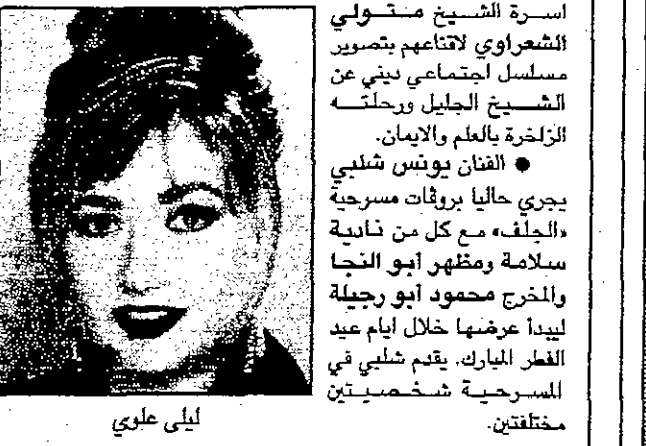 اسرة الشيخ متولي
الشعراوي لاقناعهم بتصوير
مسلسل اجتماعي ديني عن
الشيخ الجليل ورحلته
الزاخرة بالعلم والايمان.
● الفنان يونس شلبي
يجري حاليا بروفات مسرحية
«الجلف» مع كل من نادية
سلامة ومظهر ابو النجا
والمخرج محمود ابو رجيلة
ليبدأ عرضها خلال ايام عيد
الفطر المبارك. يقدم شلبي في
المسرحية شخصيتين
مختلفتين.
ليلى علوي